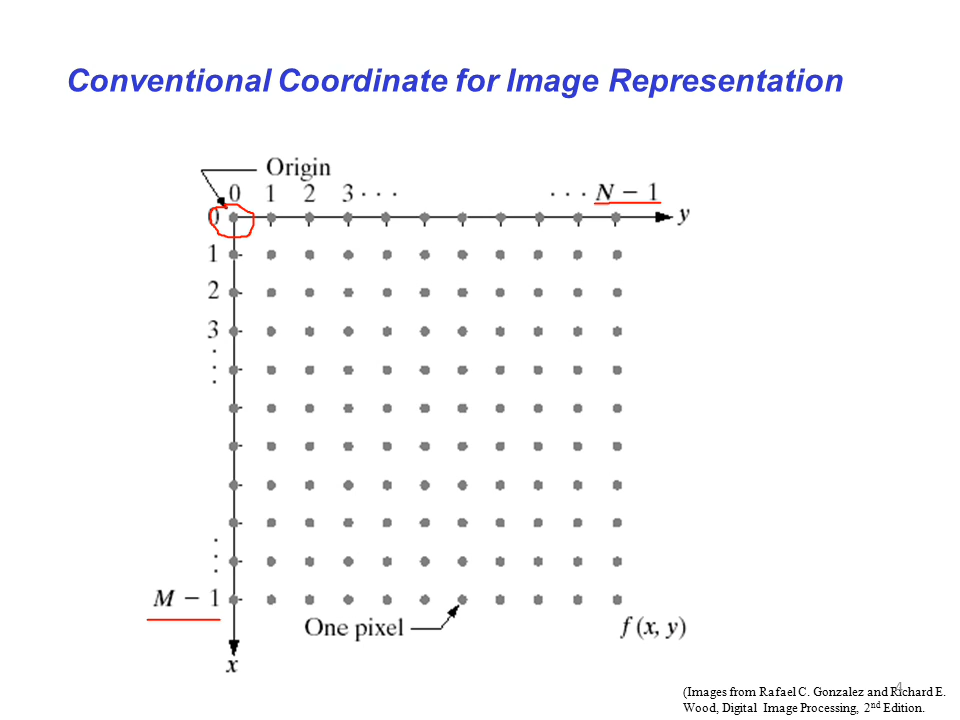 Conventional Coordinate for Image Representation
Origin
0 1 2 3 · · · · · · N − 1
0 y
1
2
3
·
·
·
·
·
·
M − 1
One pixel f (x, y)
x
4
(Images from Rafael C. Gonzalez and Richard E.
Wood, Digital Image Processing, 2nd Edition.